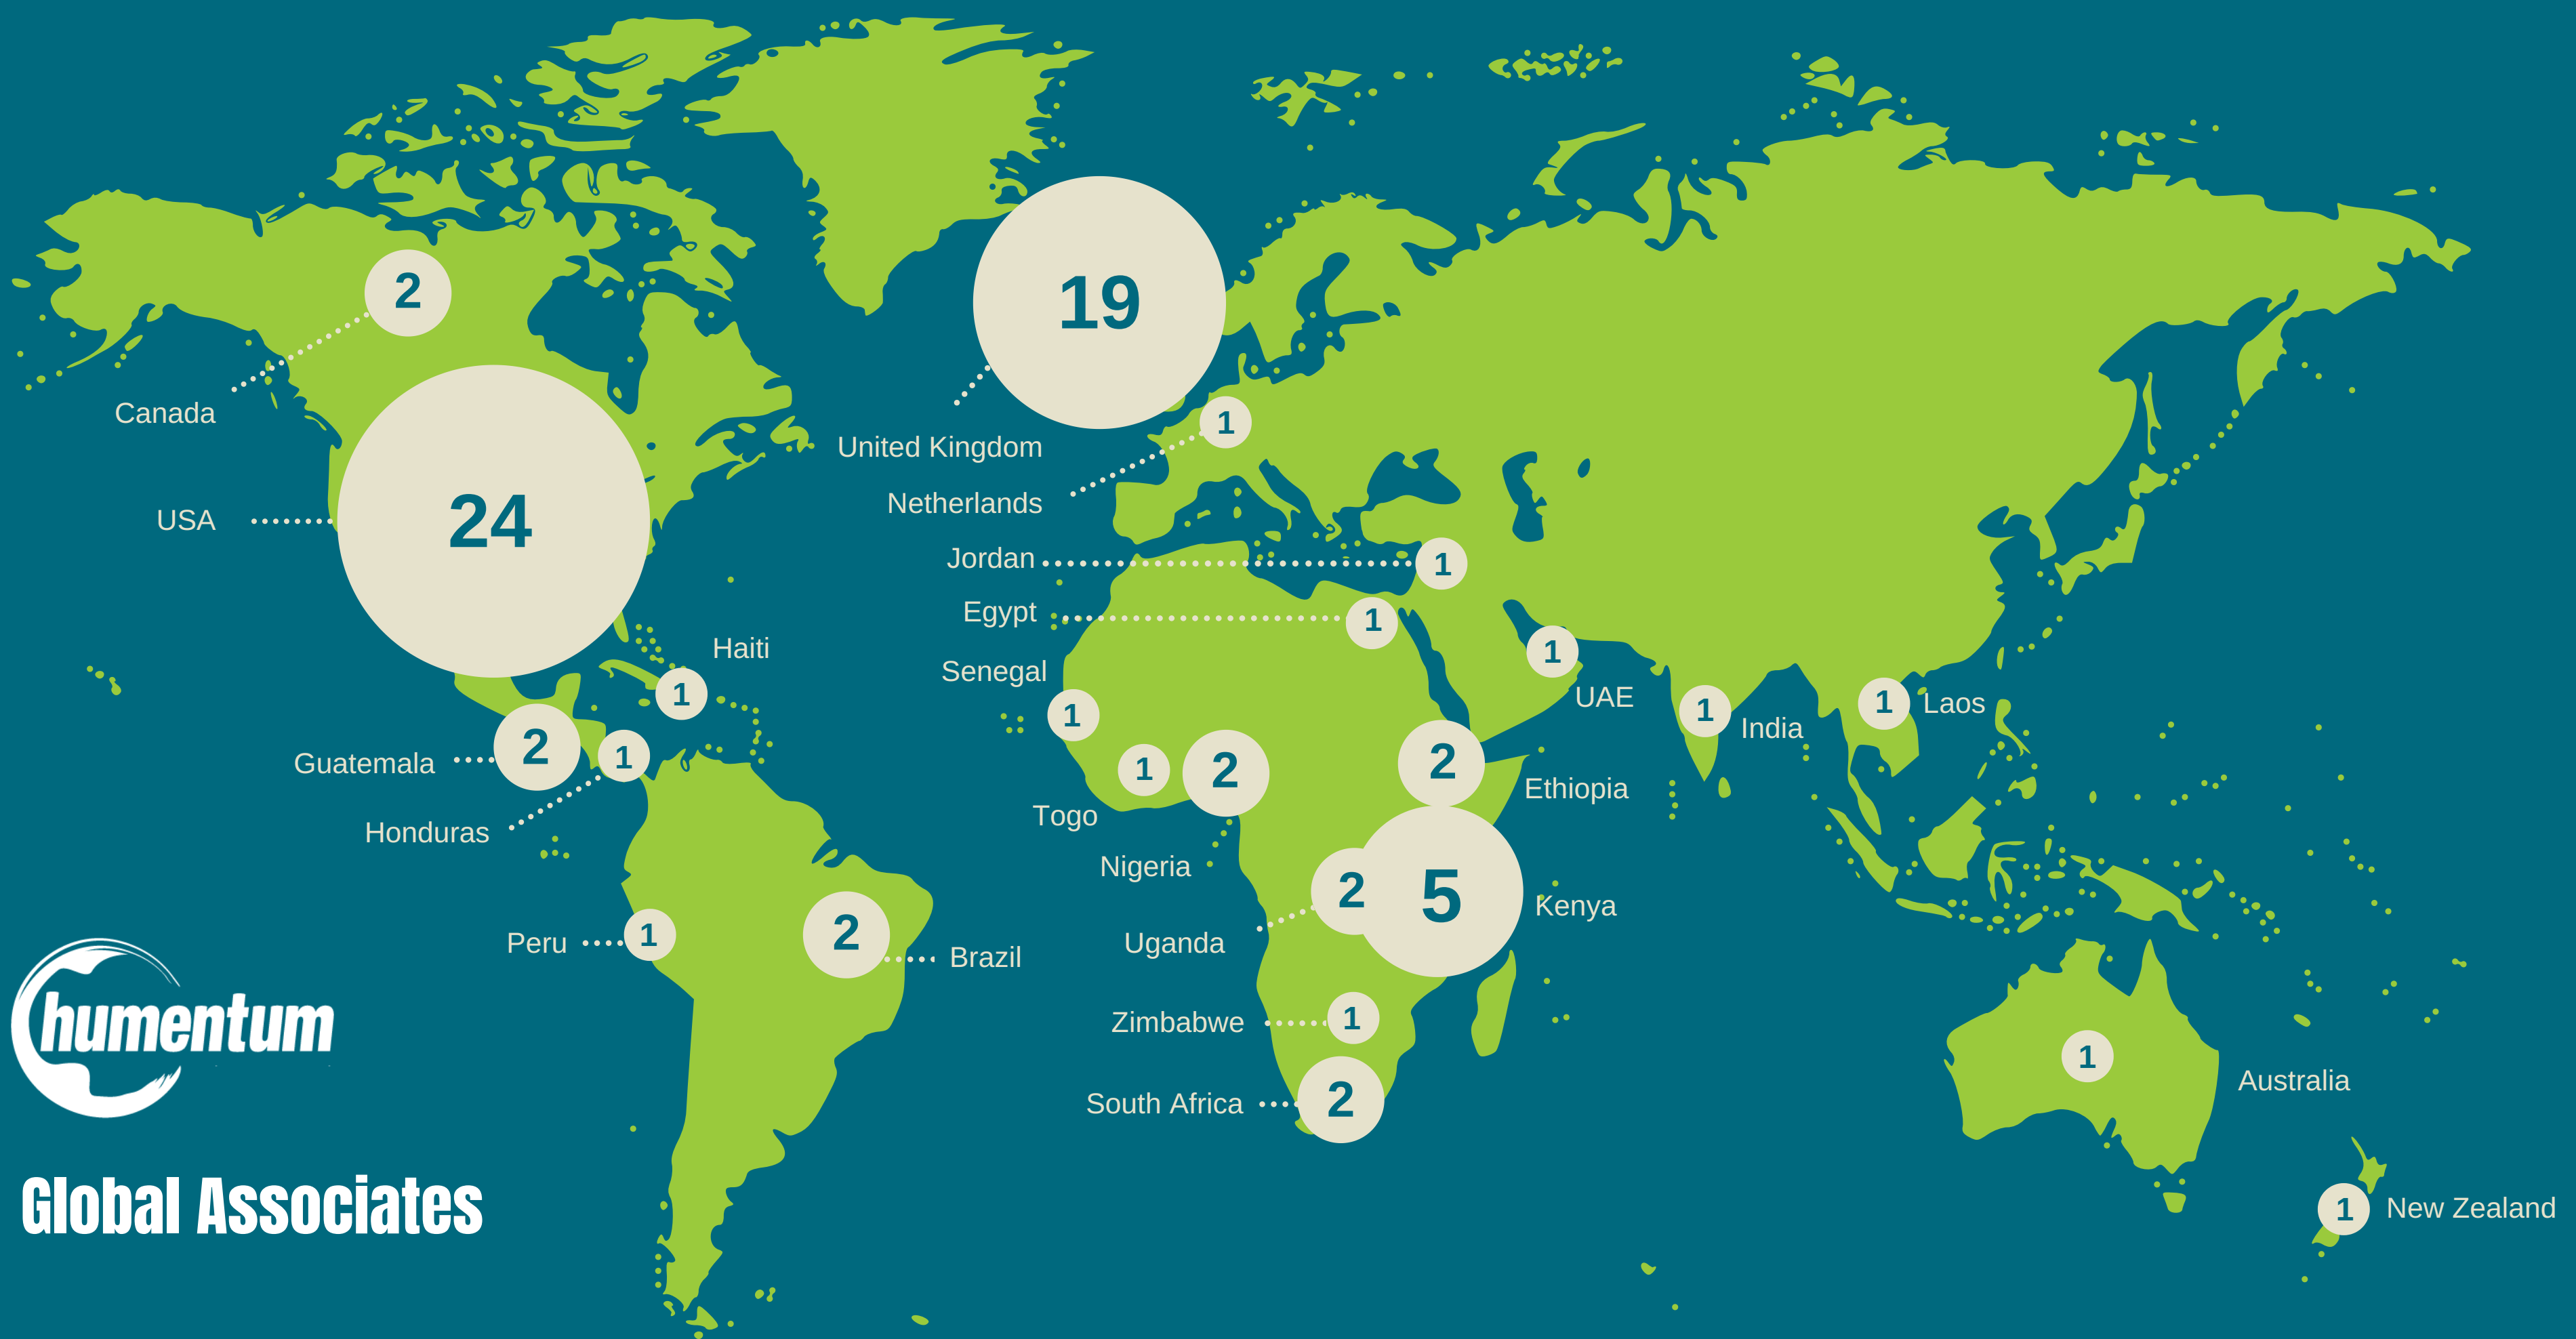 19
2
Canada
1
United Kingdom
Netherlands
24
USA
Jordan
1
Egypt
1
Haiti
1
Senegal
1
1
UAE
1
India
1
Laos
Guatemala
2
1
Honduras
1
Togo
2
Nigeria
2
Ethiopia
2
5
Kenya
Uganda
Peru
1
2
Brazil
humentum
Zimbabwe
1
1
Australia
South Africa
2
Global Associates
1
New Zealand